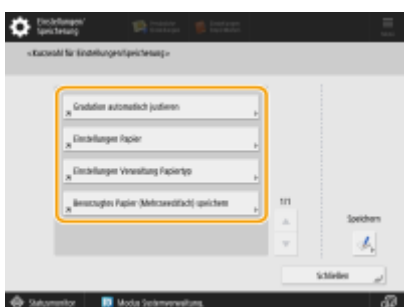 Einstellungen/
Speicherung
<Kurzwahl für Einstellungen/Speicherung>
Gradation automatisch justieren
Einstellungen Papier
Einstellungen Verwaltung Papiertyp
Bevorzugtes Papier (Mehrzweckfach) speichern
1/1
Speichern
Schließen
Statusmonitor
Modus Systemverwaltung.